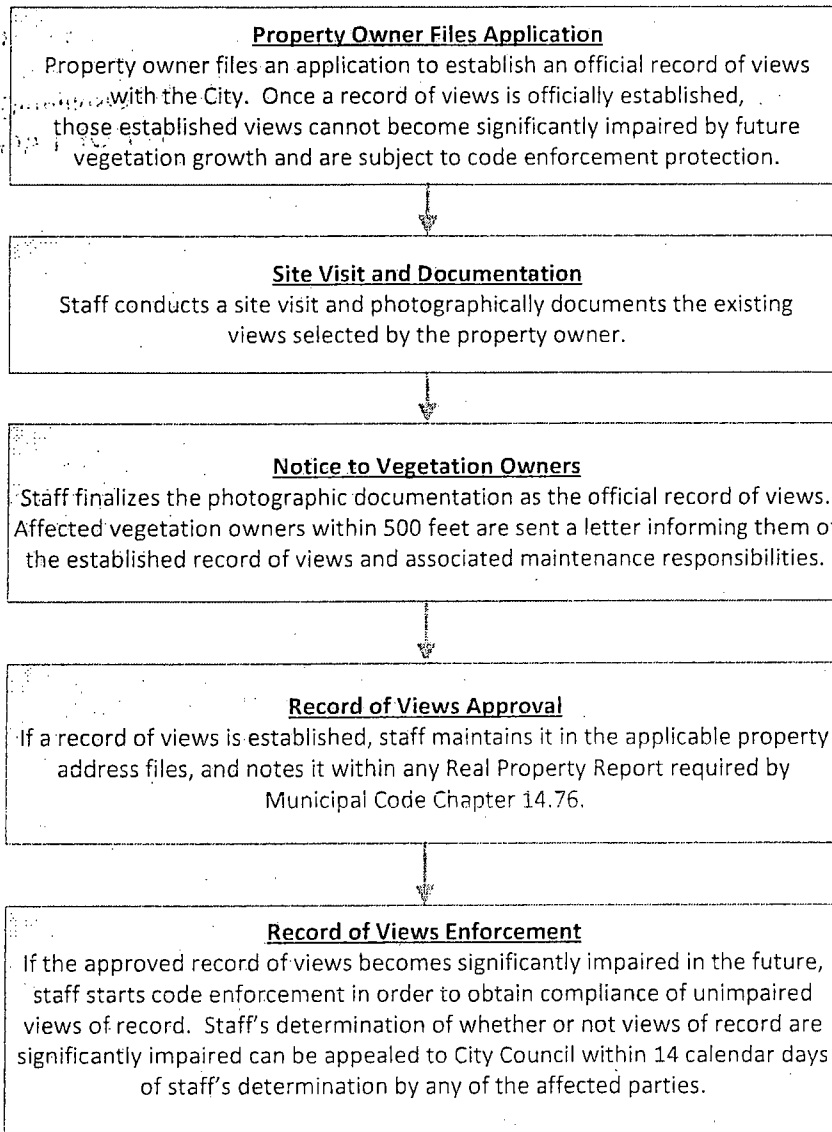 Property Owner Files Application
Property owner files an application to establish an official record of views
with the City. Once a record of views is officially established,
those established views cannot become significantly impaired by future
vegetation growth and are subject to code enforcement protection.
Site Visit and Documentation
Staff conducts a site visit and photographically documents the existing
views selected by the property owner.
Notice to Vegetation Owners
Staff finalizes the photographic documentation as the official record of views.
Affected vegetation owners within 500 feet are sent a letter informing them of
the established record of views and associated maintenance responsibilities.
Record of Views Approval
If a record of views is established, staff maintains it in the applicable property
address files, and notes it within any Real Property Report required by
Municipal Code Chapter 14.76.
Record of Views Enforcement
If the approved record of views becomes significantly impaired in the future,
staff starts code enforcement in order to obtain compliance of unimpaired
views of record. Staff's determination of whether or not views of record are
significantly impaired can be appealed to City Council within 14 calendar days
of staff's determination by any of the affected parties.